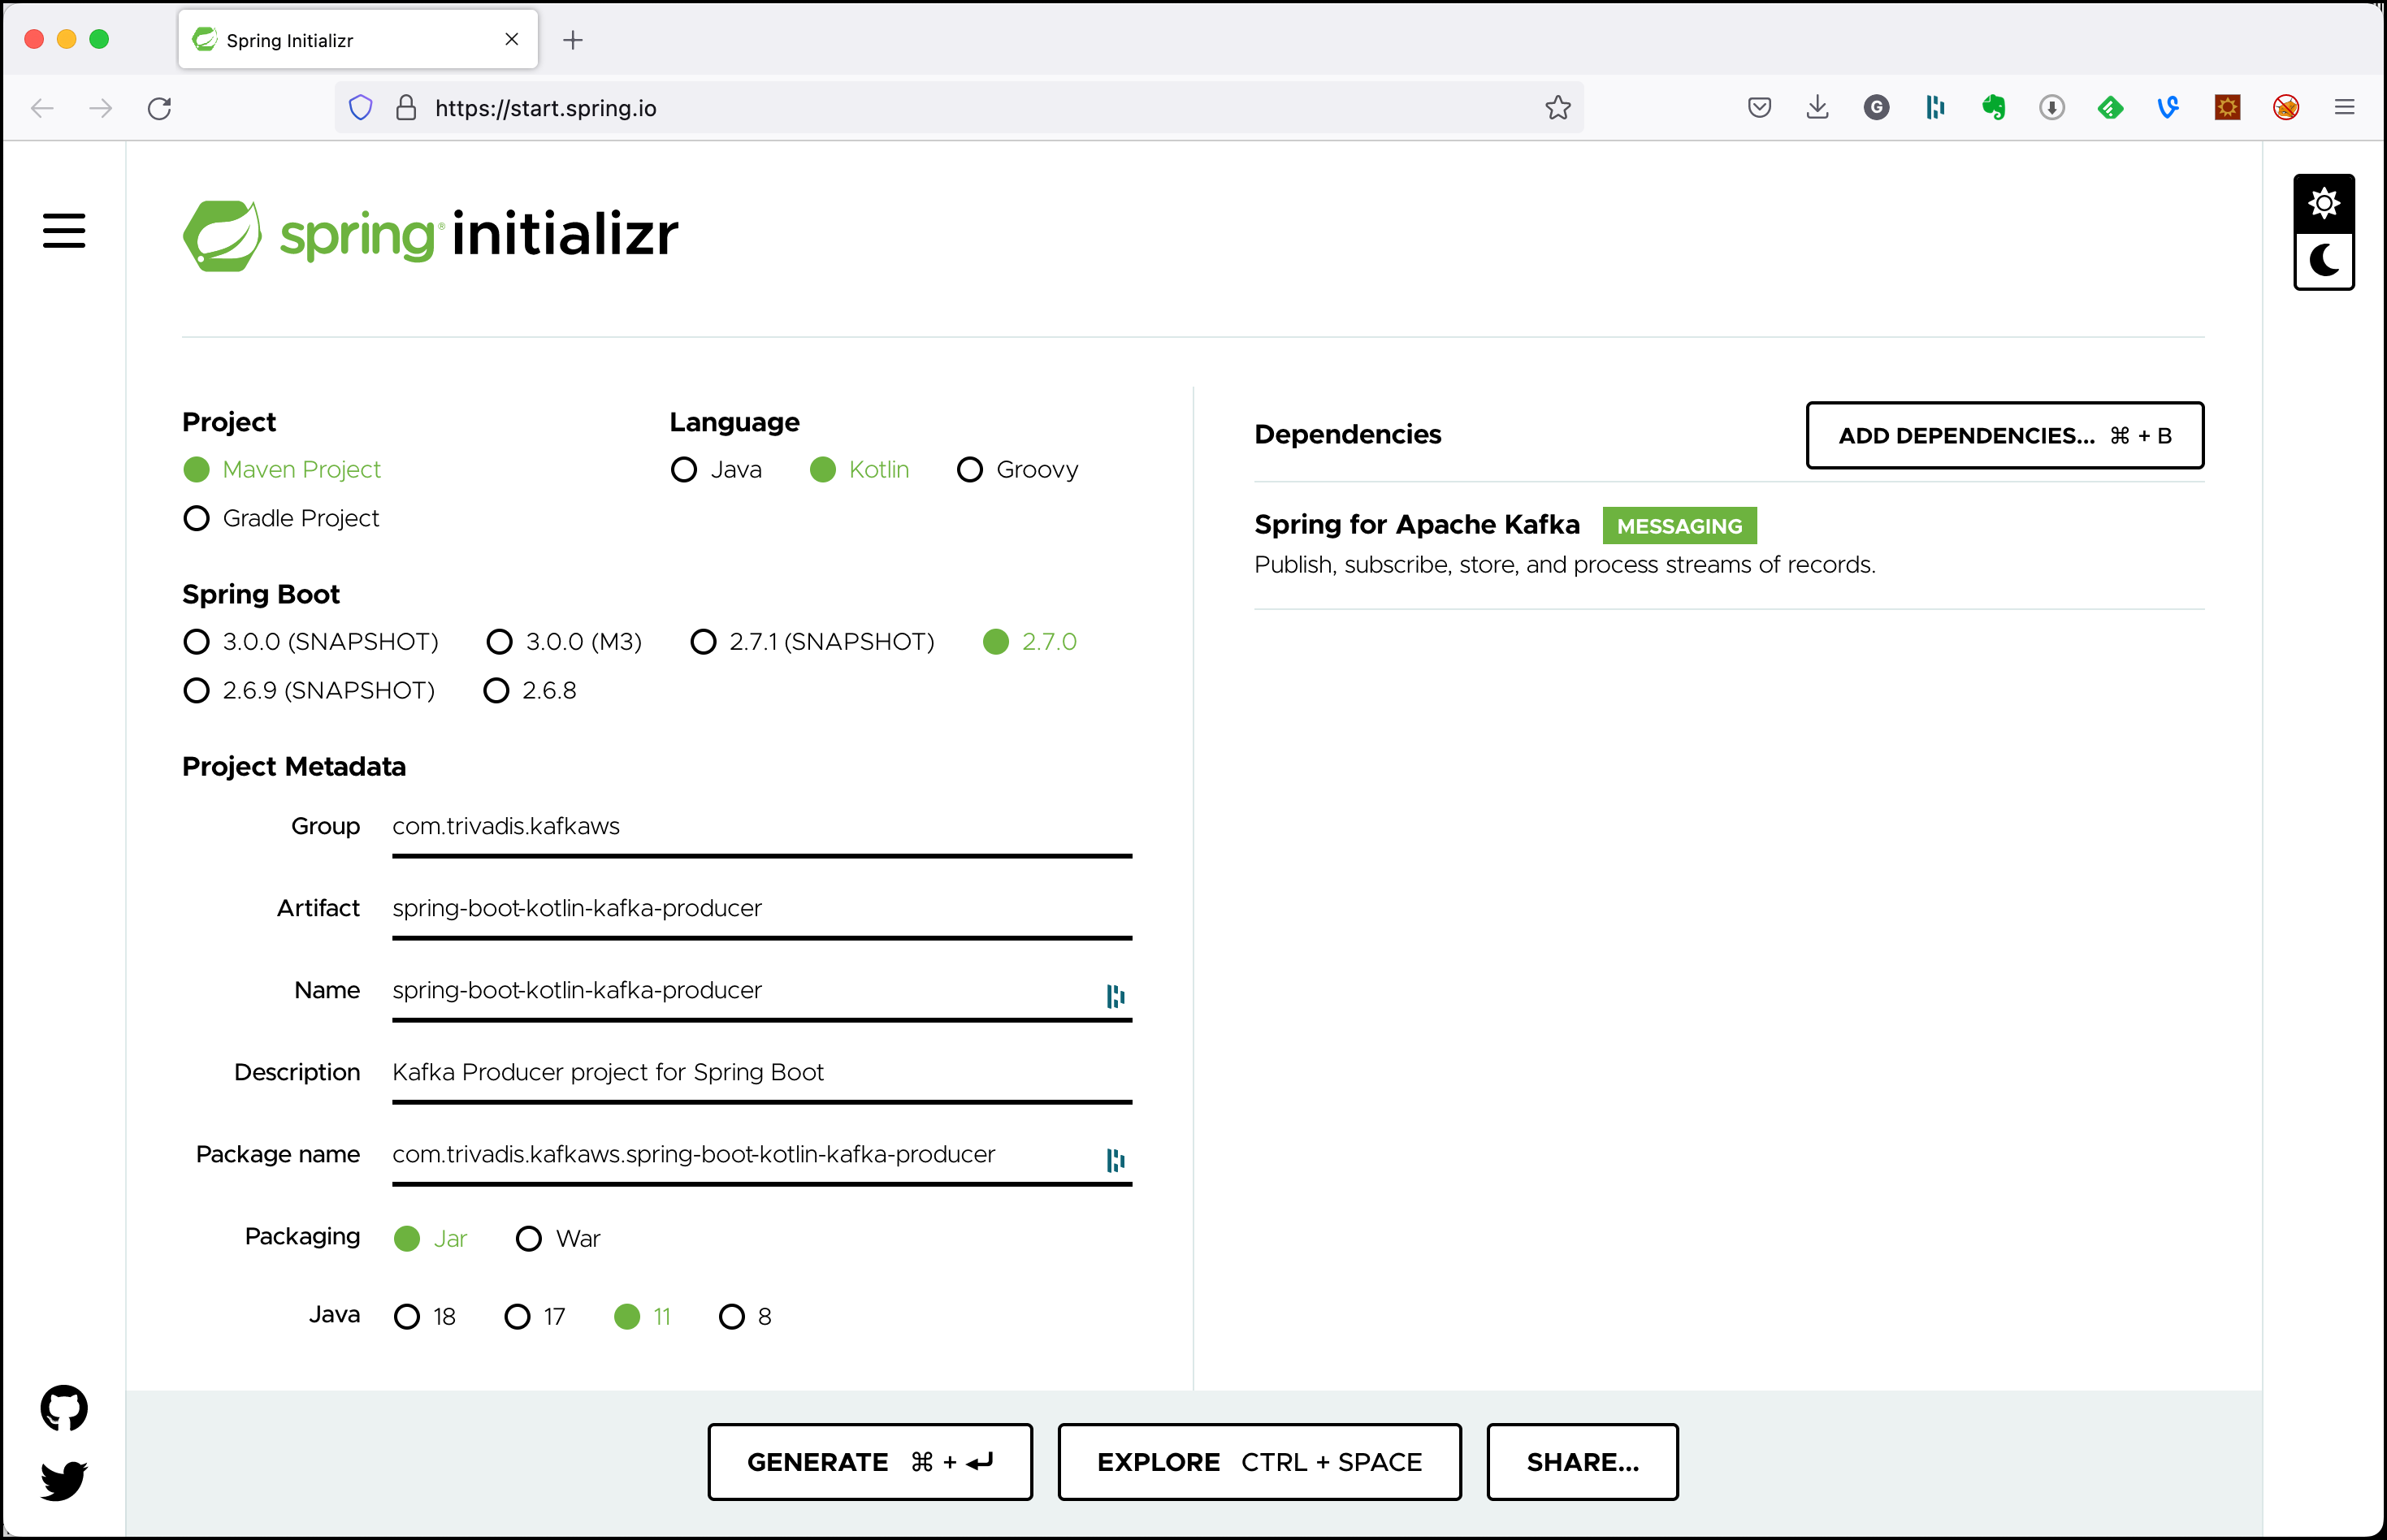 Spring Initializr
https://start.spring.io
spring® initializr
Project
Maven Project
Gradle Project
Language
Java Kotlin Groovy
Spring Boot
3.0.0 (SNAPSHOT) 3.0.0 (M3) 2.7.1 (SNAPSHOT) 2.7.0
2.6.9 (SNAPSHOT) 2.6.8
Project Metadata
Group com.trivadis.kafkaws
Artifact spring-boot-kotlin-kafka-producer
Name spring-boot-kotlin-kafka-producer
Description Kafka Producer project for Spring Boot
Package name com.trivadis.kafkaws.spring-boot-kotlin-kafka-producer
Packaging Jar War
Java 18 17 11 8
Dependencies
ADD DEPENDENCIES... ⌘ + B
Spring for Apache Kafka MESSAGING
Publish, subscribe, store, and process streams of records.
GENERATE ⌘ + ↵
EXPLORE CTRL + SPACE
SHARE...